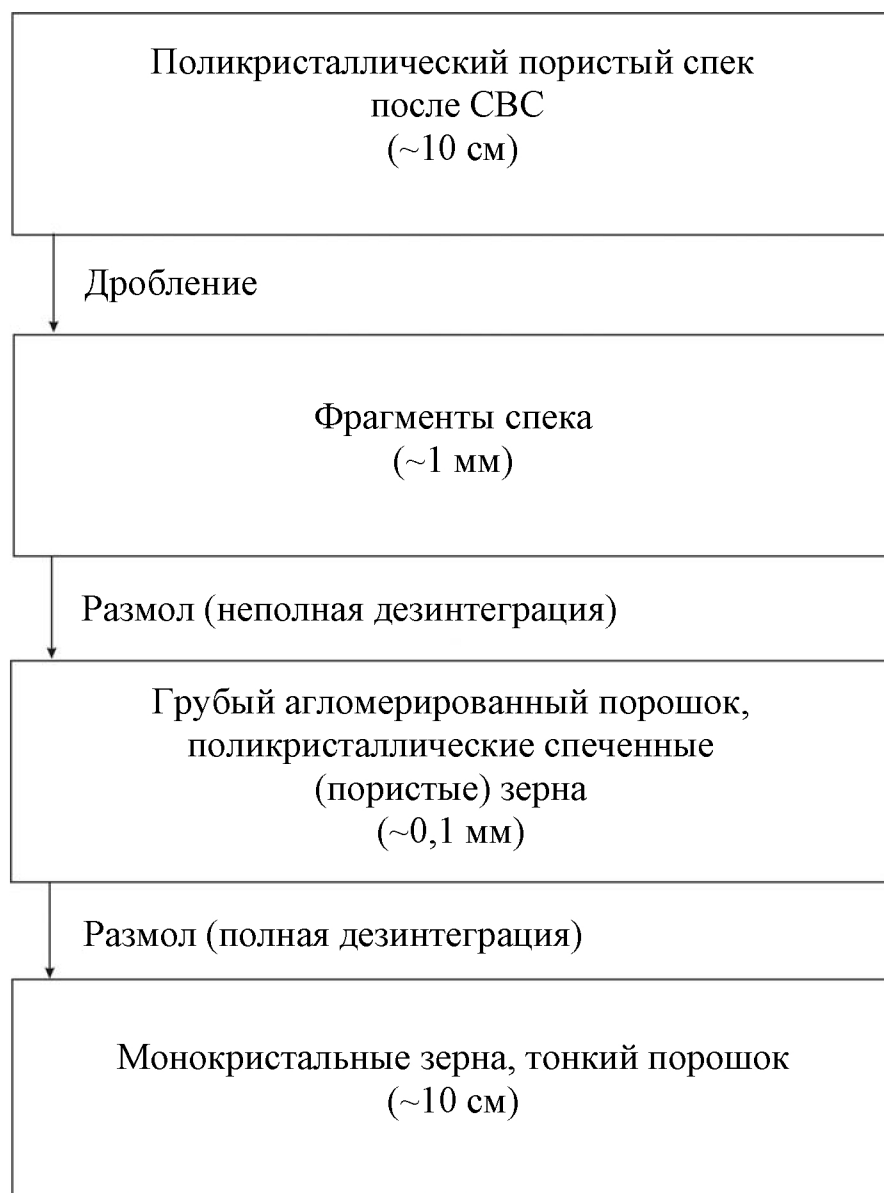 Поликристаллический пористый спек
после СВС
(~10 см)
Дробление
Фрагменты спека
(~1 мм)
Размол (неполная дезинтеграция)
Грубый агломерированный порошок,
поликристаллические спеченные
(пористые) зерна
(~0,1 мм)
Размол (полная дезинтеграция)
Монокристальные зерна, тонкий порошок
(~10 см)